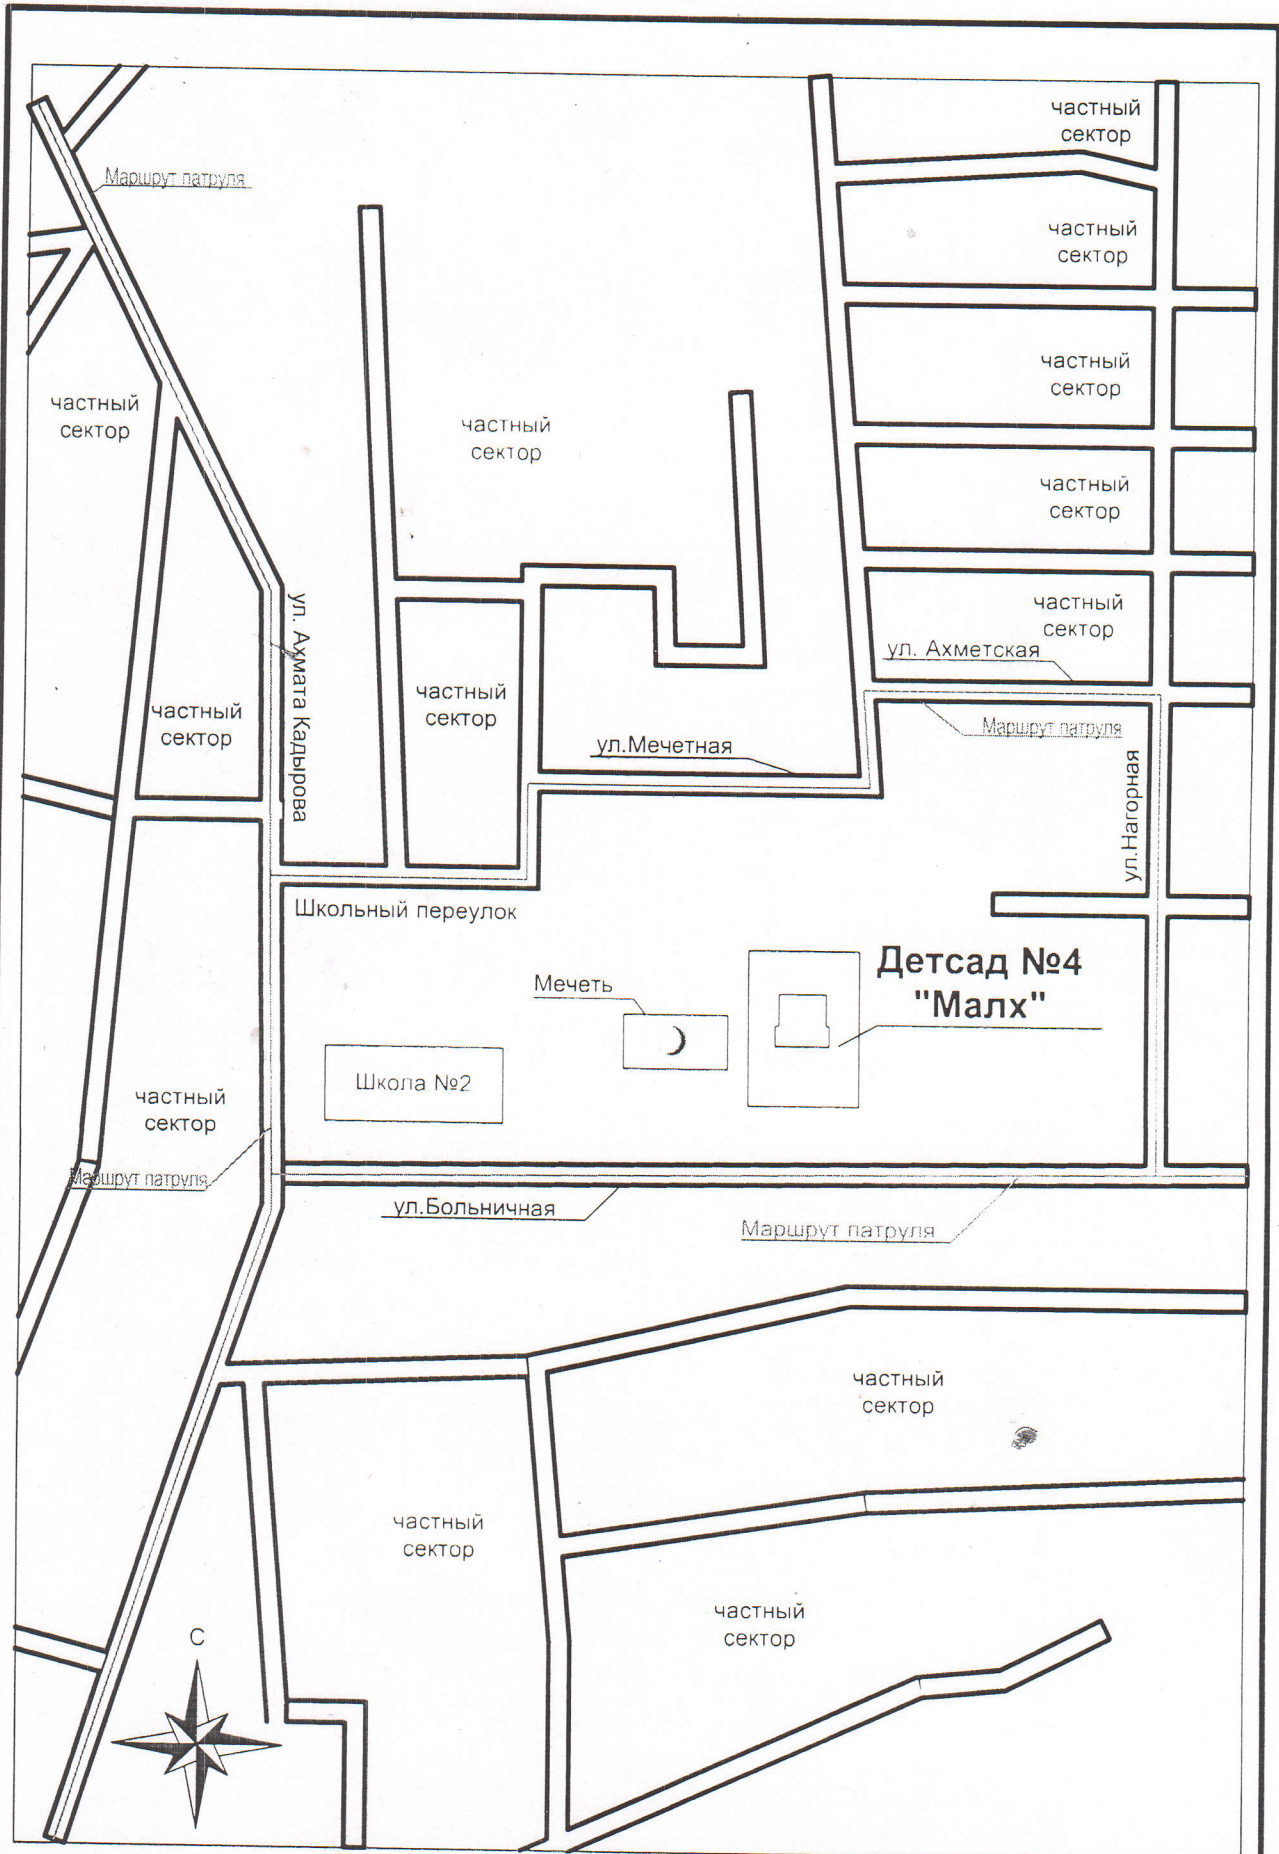 частный
сектор
Маршрут патруля
частный
сектор
частный
сектор
частный
сектор
частный
сектор
частный
сектор
ул. Ахмата Кадырова
частный
сектор
ул. Ахметская
частный
сектор
частный
сектор
Маршрут патруля
ул.Мечетная
ул.Нагорная
Школьный переулок
Детсад №4
"Малх"
Мечеть
Школа №2
частный
сектор
Маршрут патруля
ул.Больничная
Маршрут патруля
частный
сектор
частный
сектор
частный
сектор
С